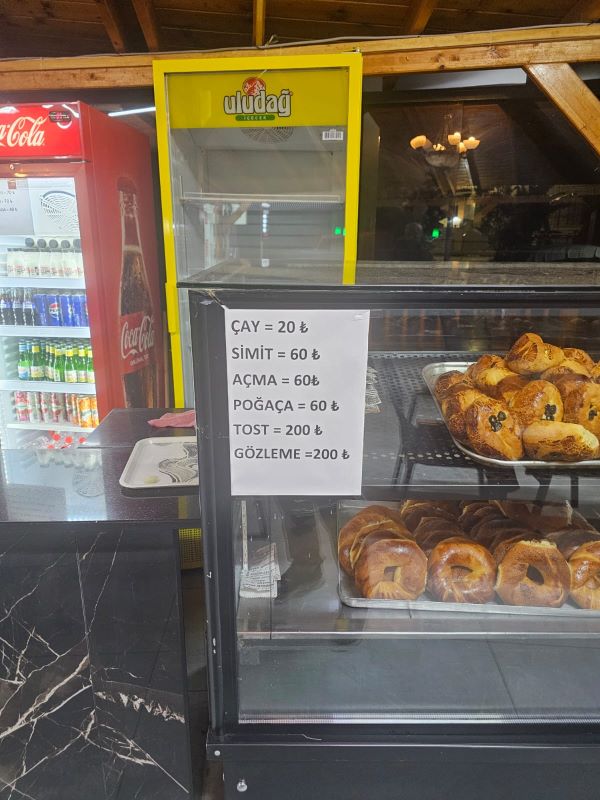 Coca-Cola
uludağ
İÇECEK
ÇAY = 20 ₺
SİMİT = 60 ₺
AÇMA = 60₺
POĞAÇA = 60 ₺
TOST = 200 ₺
GÖZLEME =200 ₺
Coca-Cola